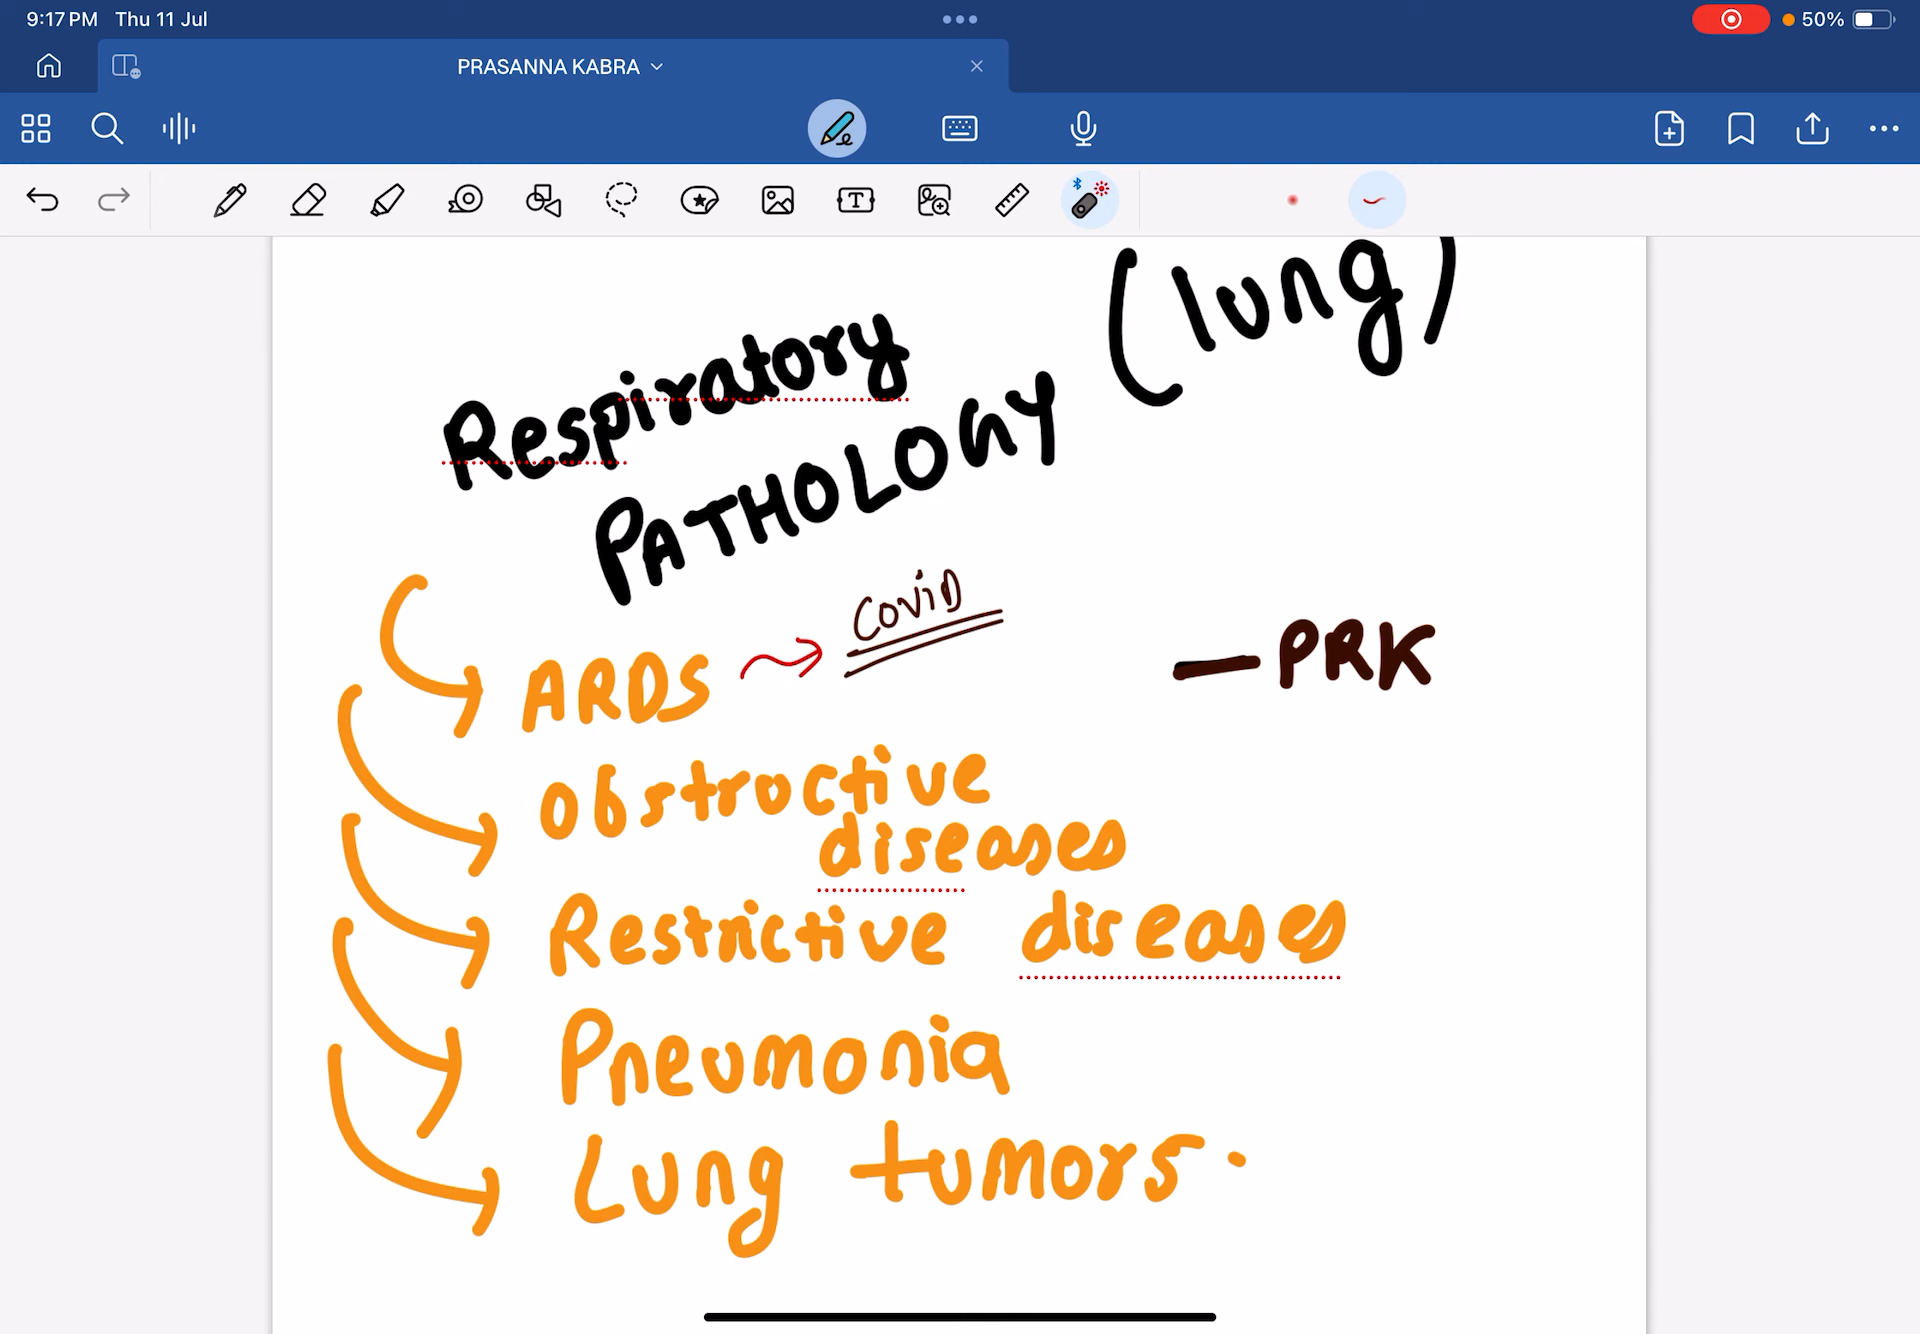 9:17 PM Thu 11 Jul
50%
PRASANNA KABRA
(lung)
Respiratory
PATHOLOGY
ARDS
COVID
PRK
Obstructive
diseases
Restrictive diseases
Pneumonia
Lung tumors.